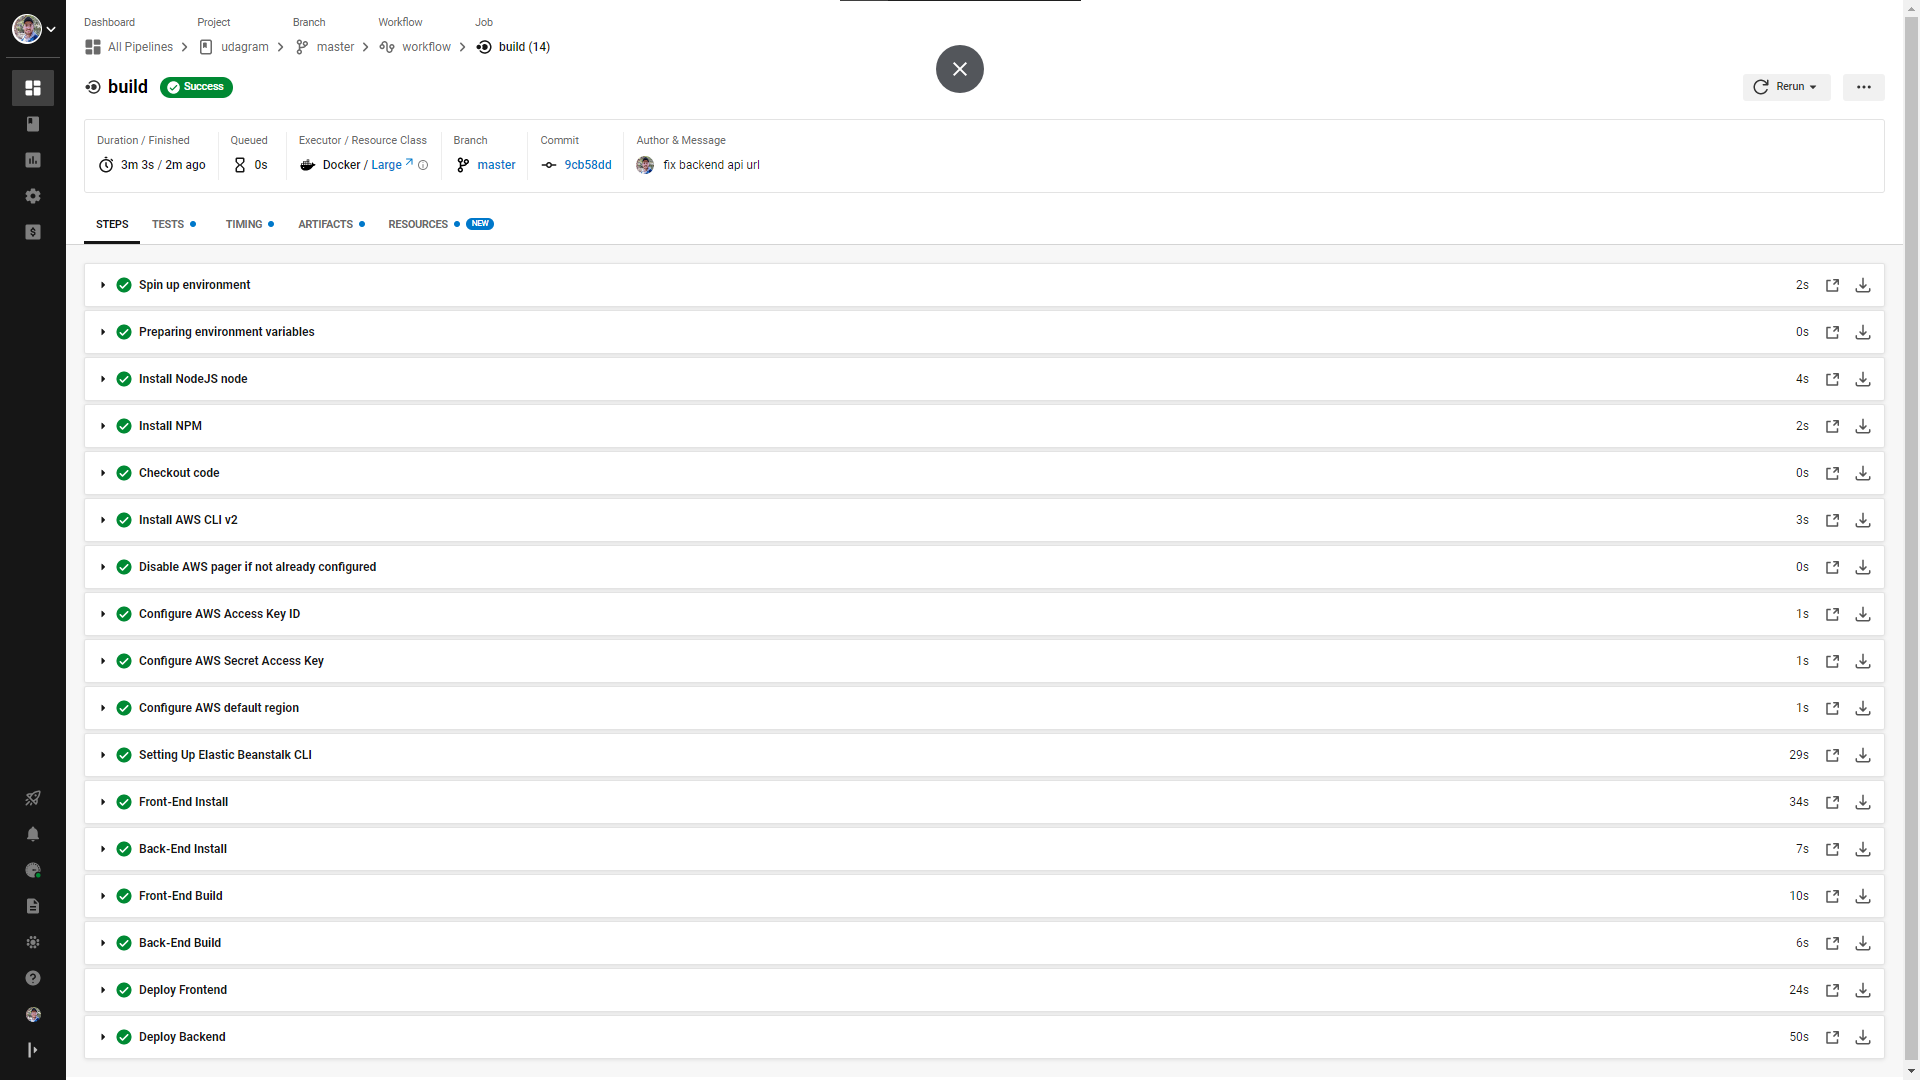 Dashboard Project Branch Workflow Job
All Pipelines udagram master workflow build (14)
build Success Rerun
Duration / Finished Queued Executor / Resource Class Branch Commit Author & Message
3m 3s / 2m ago 0s Docker / Large master 9cb58dd fix backend api url
STEPS TESTS TIMING ARTIFACTS RESOURCES NEW
Spin up environment 2s
Preparing environment variables 0s
Install NodeJS node 4s
Install NPM 2s
Checkout code 0s
Install AWS CLI v2 3s
Disable AWS pager if not already configured 0s
Configure AWS Access Key ID 1s
Configure AWS Secret Access Key 1s
Configure AWS default region 1s
Setting Up Elastic Beanstalk CLI 29s
Front-End Install 34s
Back-End Install 7s
Front-End Build 10s
Back-End Build 6s
Deploy Frontend 24s
Deploy Backend 50s